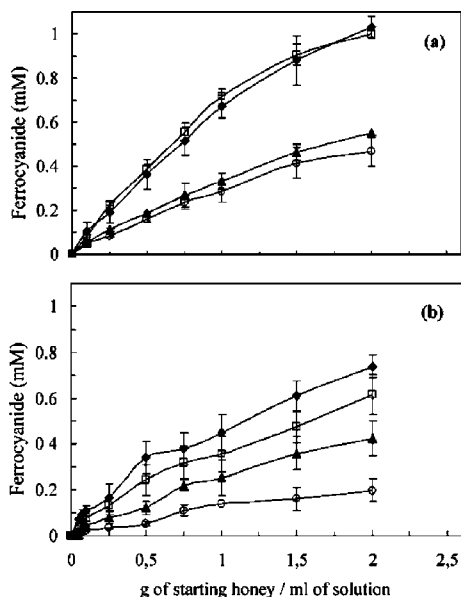 (a)
Ferrocyanide (mM)
1
0.8
0.6
0.4
0.2
0
(b)
Ferrocyanide (mM)
1
0.8
0.6
0.4
0.2
0
0 0,5 1 1,5 2 2,5
g of starting honey / ml of solution